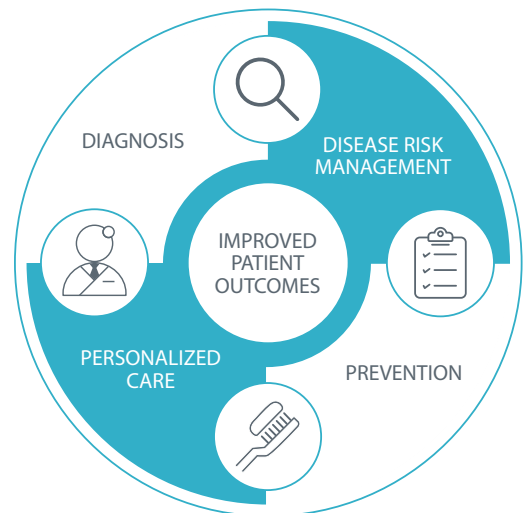 DIAGNOSIS
DISEASE RISK
MANAGEMENT
IMPROVED
PATIENT
OUTCOMES
PERSONALIZED
CARE
PREVENTION